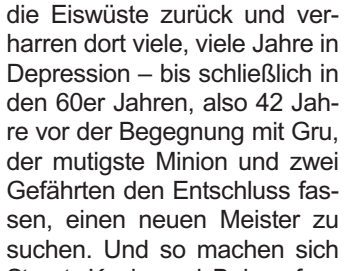 die Eiswüste zurück und ver-
harren dort viele, viele Jahre in
Depression – bis schließlich in
den 60er Jahren, also 42 Jah-
re vor der Begegnung mit Gru,
der mutigste Minion und zwei
Gefährten den Entschluss fas-
sen, einen neuen Meister zu
suchen. Und so machen sich